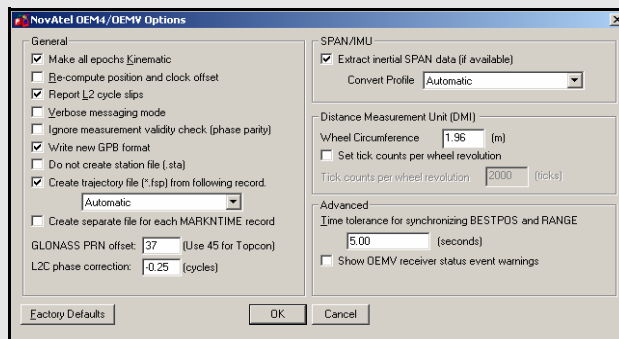 NovAtel OEM4/OEMV Options
General
Make all epochs Kinematic
Re-compute position and clock offset
Report L2 cycle slips
Verbose messaging mode
Ignore measurement validity check (phase parity)
Write new GPB format
Do not create station file (.sta)
Create trajectory file (*.fsp) from following record.
Automatic
Create separate file for each MARKNTIME record
GLONASS PRN offset: 37 (Use 45 for Topcon)
L2C phase correction: -0.25 (cycles)
SPAN/IMU
Extract inertial SPAN data (if available)
Convert Profile Automatic
Distance Measurement Unit (DMI)
Wheel Circumference 1.96 (m)
Set tick counts per wheel revolution
Tick counts per wheel revolution 2000 (ticks)
Advanced
Time tolerance for synchronizing BESTPOS and RANGE
5.00 (seconds)
Show OEMV receiver status event warnings
Factory Defaults OK Cancel